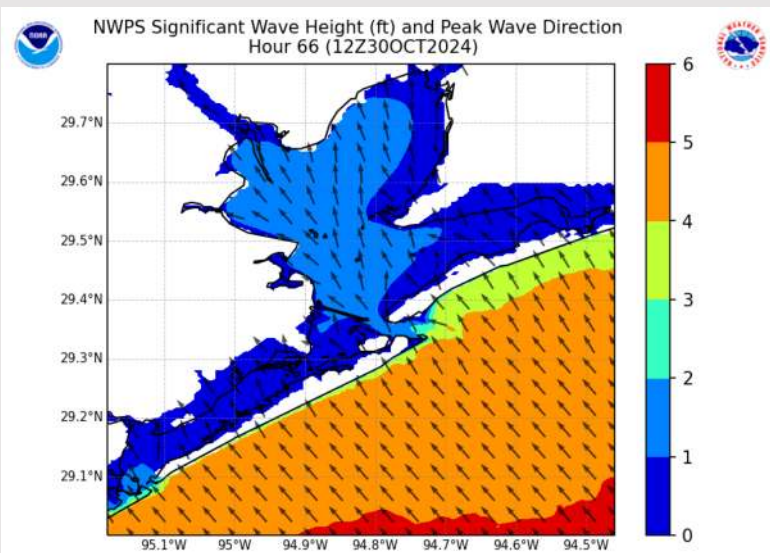 NWPS Significant Wave Height (ft) and Peak Wave Direction
Hour 66 (12Z30OCT2024)
NOAA
29.7°N
29.6°N
29.5°N
29.4°N
29.3°N
29.2°N
29.1°N
95.1°W 95°W 94.9°W 94.8°W 94.7°W 94.6°W 94.5°W
6
5
4
3
2
1
0